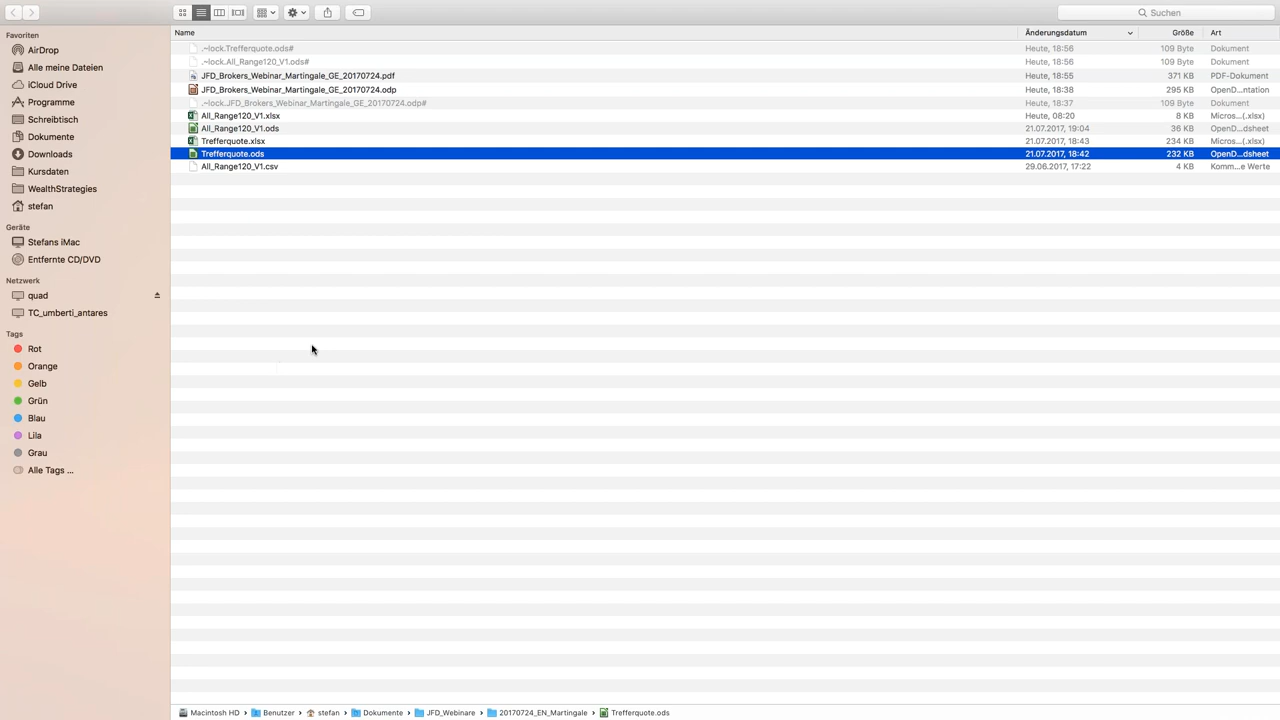 Suchen
Favoriten
AirDrop
Alle meine Dateien
iCloud Drive
Programme
Schreibtisch
Dokumente
Downloads
Kursdaten
WealthStrategies
stefan
Geräte
Stefans iMac
Entfernte CD/DVD
Netzwerk
quad
TC_umberti_antares
Tags
Rot
Orange
Gelb
Grün
Blau
Lila
Grau
Alle Tags ...
Name Änderungsdatum Größe Art
.~lock.Trefferquote.ods# Heute, 18:56 109 Byte Dokument
.~lock.All_Range120_V1.ods# Heute, 18:56 109 Byte Dokument
JFD_Brokers_Webinar_Martingale_GE_20170724.pdf Heute, 18:55 371 KB PDF-Dokument
JFD_Brokers_Webinar_Martingale_GE_20170724.odp Heute, 18:38 295 KB OpenD...ntation
.~lock.JFD_Brokers_Webinar_Martingale_GE_20170724.odp# Heute, 18:37 109 Byte Dokument
All_Range120_V1.xlsx Heute, 08:20 8 KB Micros...(.xlsx)
All_Range120_V1.ods 21.07.2017, 19:04 36 KB OpenD...dsheet
Trefferquote.xlsx 21.07.2017, 18:43 234 KB Micros...(.xlsx)
Trefferquote.ods 21.07.2017, 18:42 232 KB OpenD...dsheet
All_Range120_V1.csv 29.06.2017, 17:22 4 KB Komm...e Werte
Macintosh HD › Benutzer › stefan › Dokumente › JFD_Webinare › 20170724_EN_Martingale › Trefferquote.ods